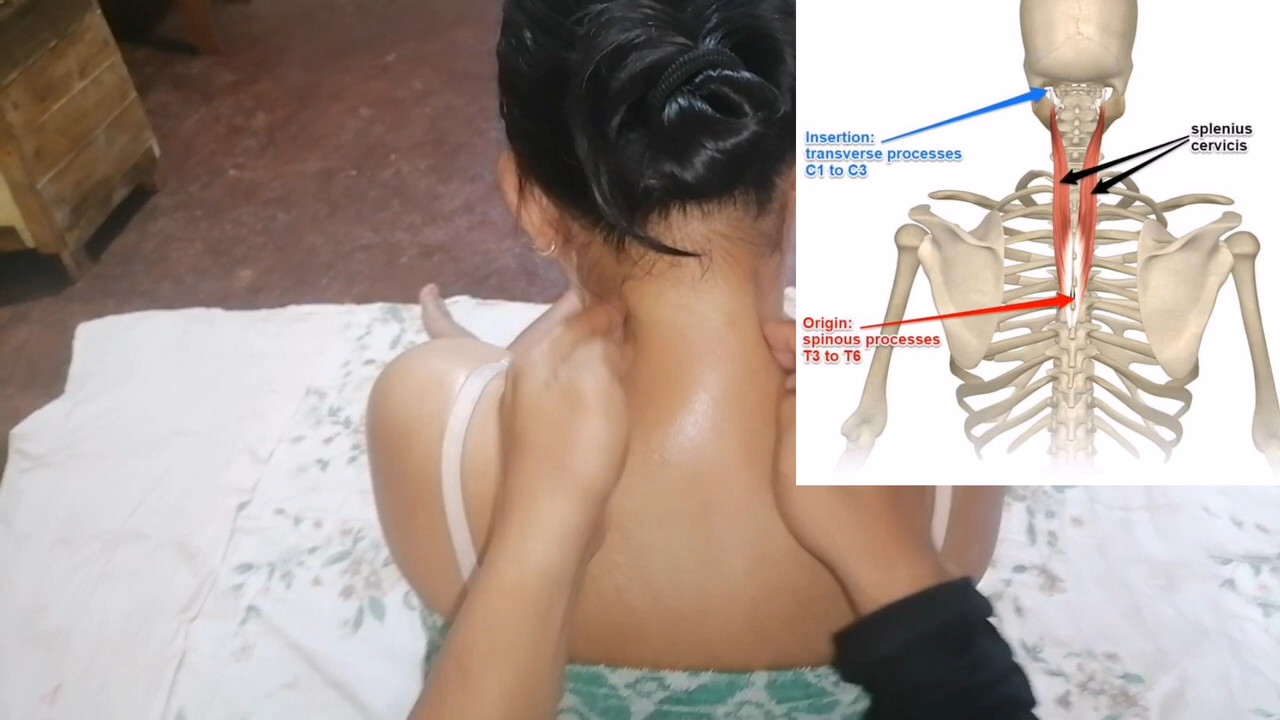 Insertion:
transverse processes
C1 to C3
splenius
cervicis
Origin:
spinous processes
T3 to T6